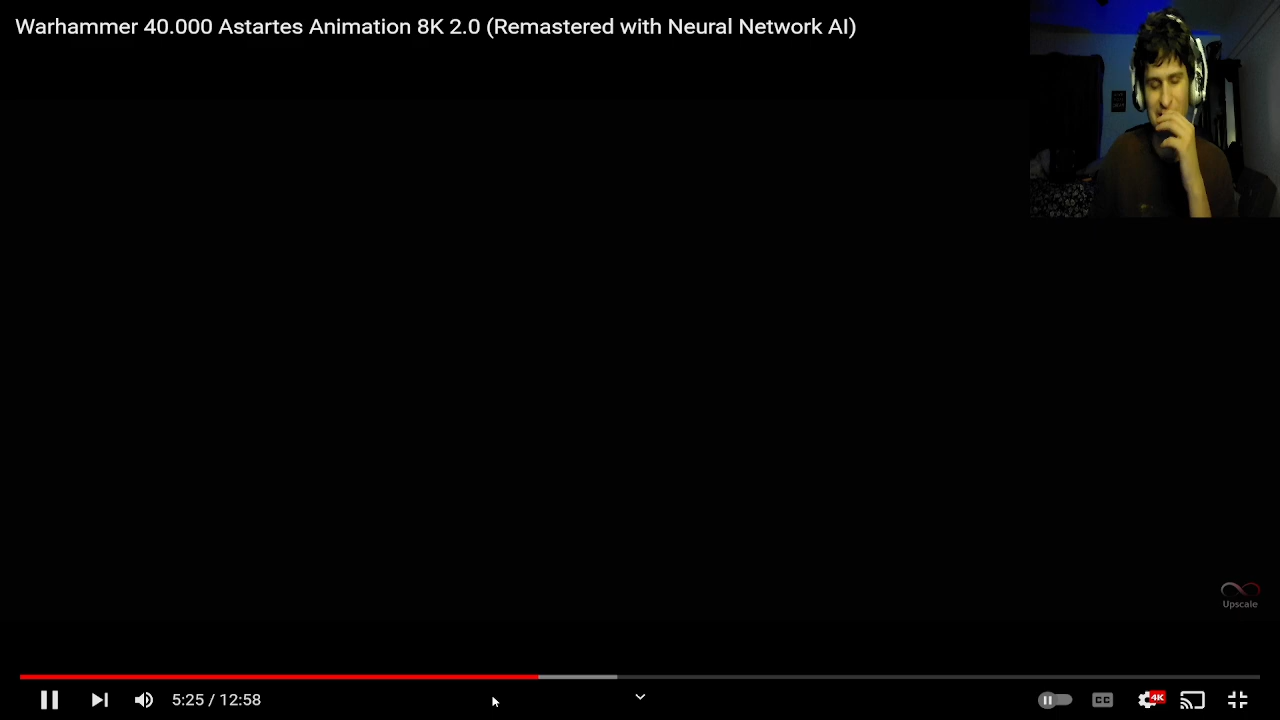 Warhammer 40.000 Astartes Animation 8K 2.0 (Remastered with Neural Network AI)
Upscale
5:25 / 12:58
CC
4K